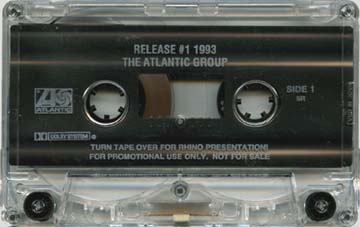 RELEASE #1 1993
THE ATLANTIC GROUP
SIDE 1
SR
ATLANTIC
DOLBY SYSTEM
TURN TAPE OVER FOR RHINO PRESENTATION!
FOR PROMOTIONAL USE ONLY. NOT FOR SALE